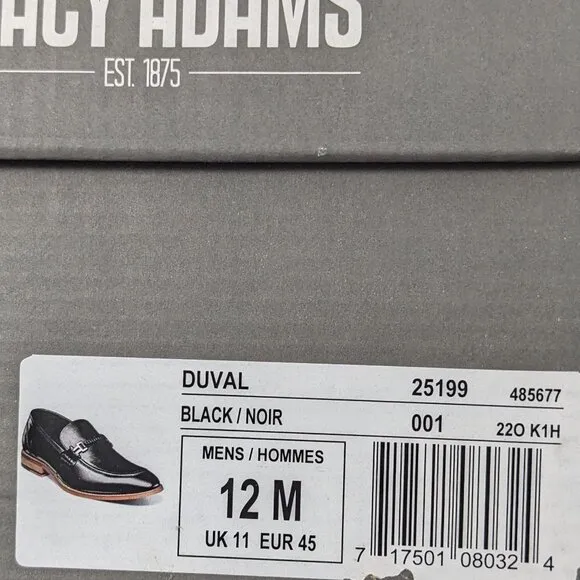 ACY ADAMS
EST. 1875
DUVAL 25199 485677
BLACK / NOIR 001 22O K1H
MENS / HOMMES
12 M
UK 11 EUR 45
7 17501 08032 4